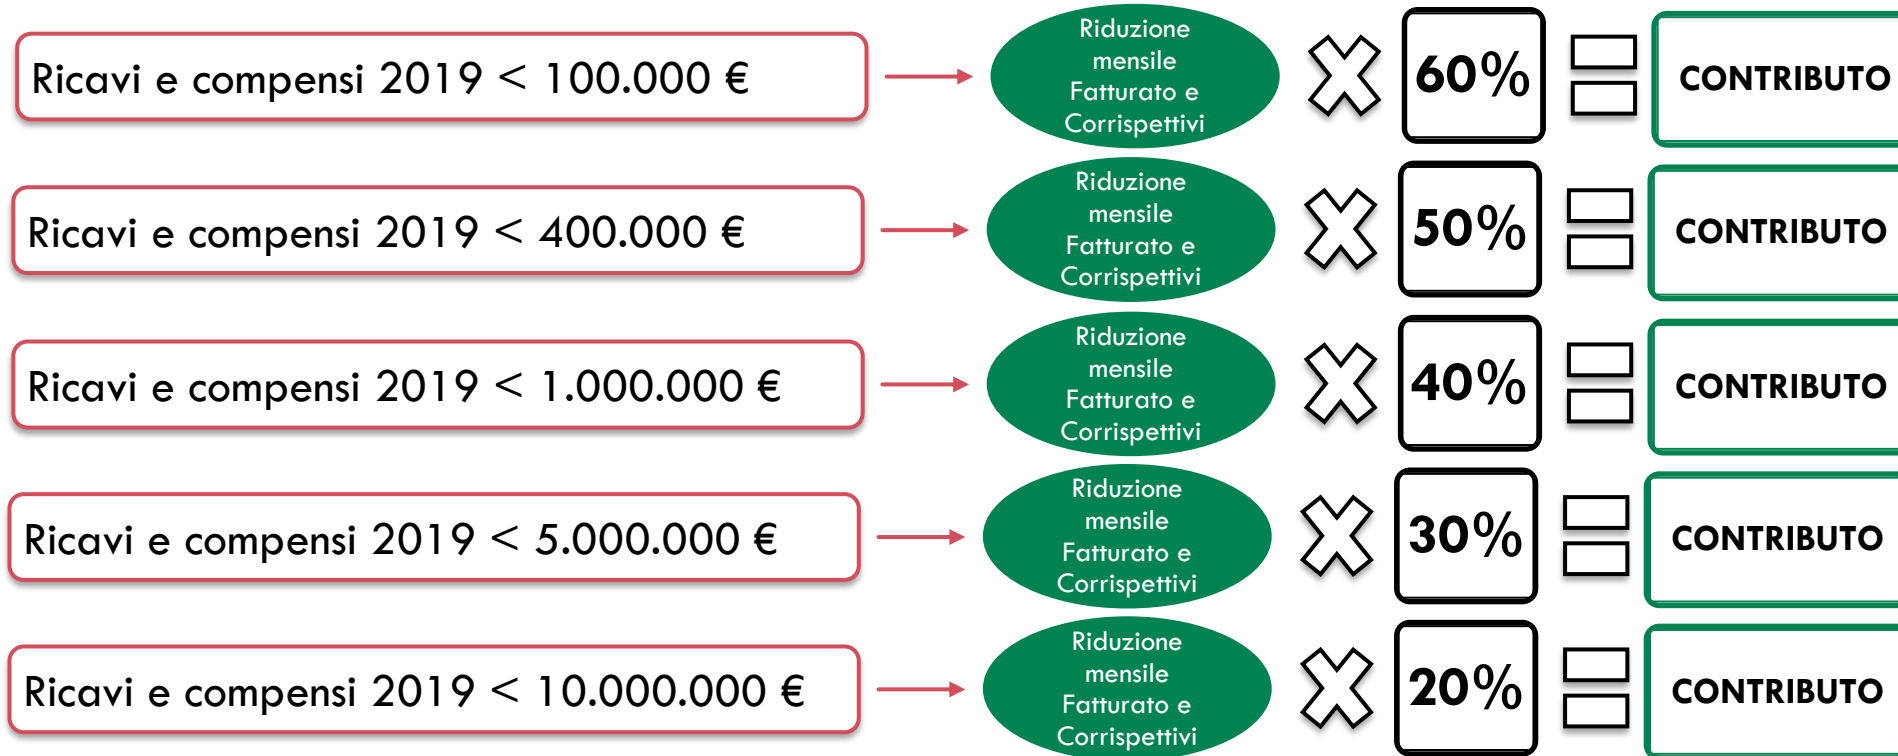 Ricavi e compensi 2019 < 100.000 €
Riduzione
mensile
Fatturato e
Corrispettivi
60%
CONTRIBUTO
Ricavi e compensi 2019 < 400.000 €
Riduzione
mensile
Fatturato e
Corrispettivi
50%
CONTRIBUTO
Ricavi e compensi 2019 < 1.000.000 €
Riduzione
mensile
Fatturato e
Corrispettivi
40%
CONTRIBUTO
Ricavi e compensi 2019 < 5.000.000 €
Riduzione
mensile
Fatturato e
Corrispettivi
30%
CONTRIBUTO
Ricavi e compensi 2019 < 10.000.000 €
Riduzione
mensile
Fatturato e
Corrispettivi
20%
CONTRIBUTO